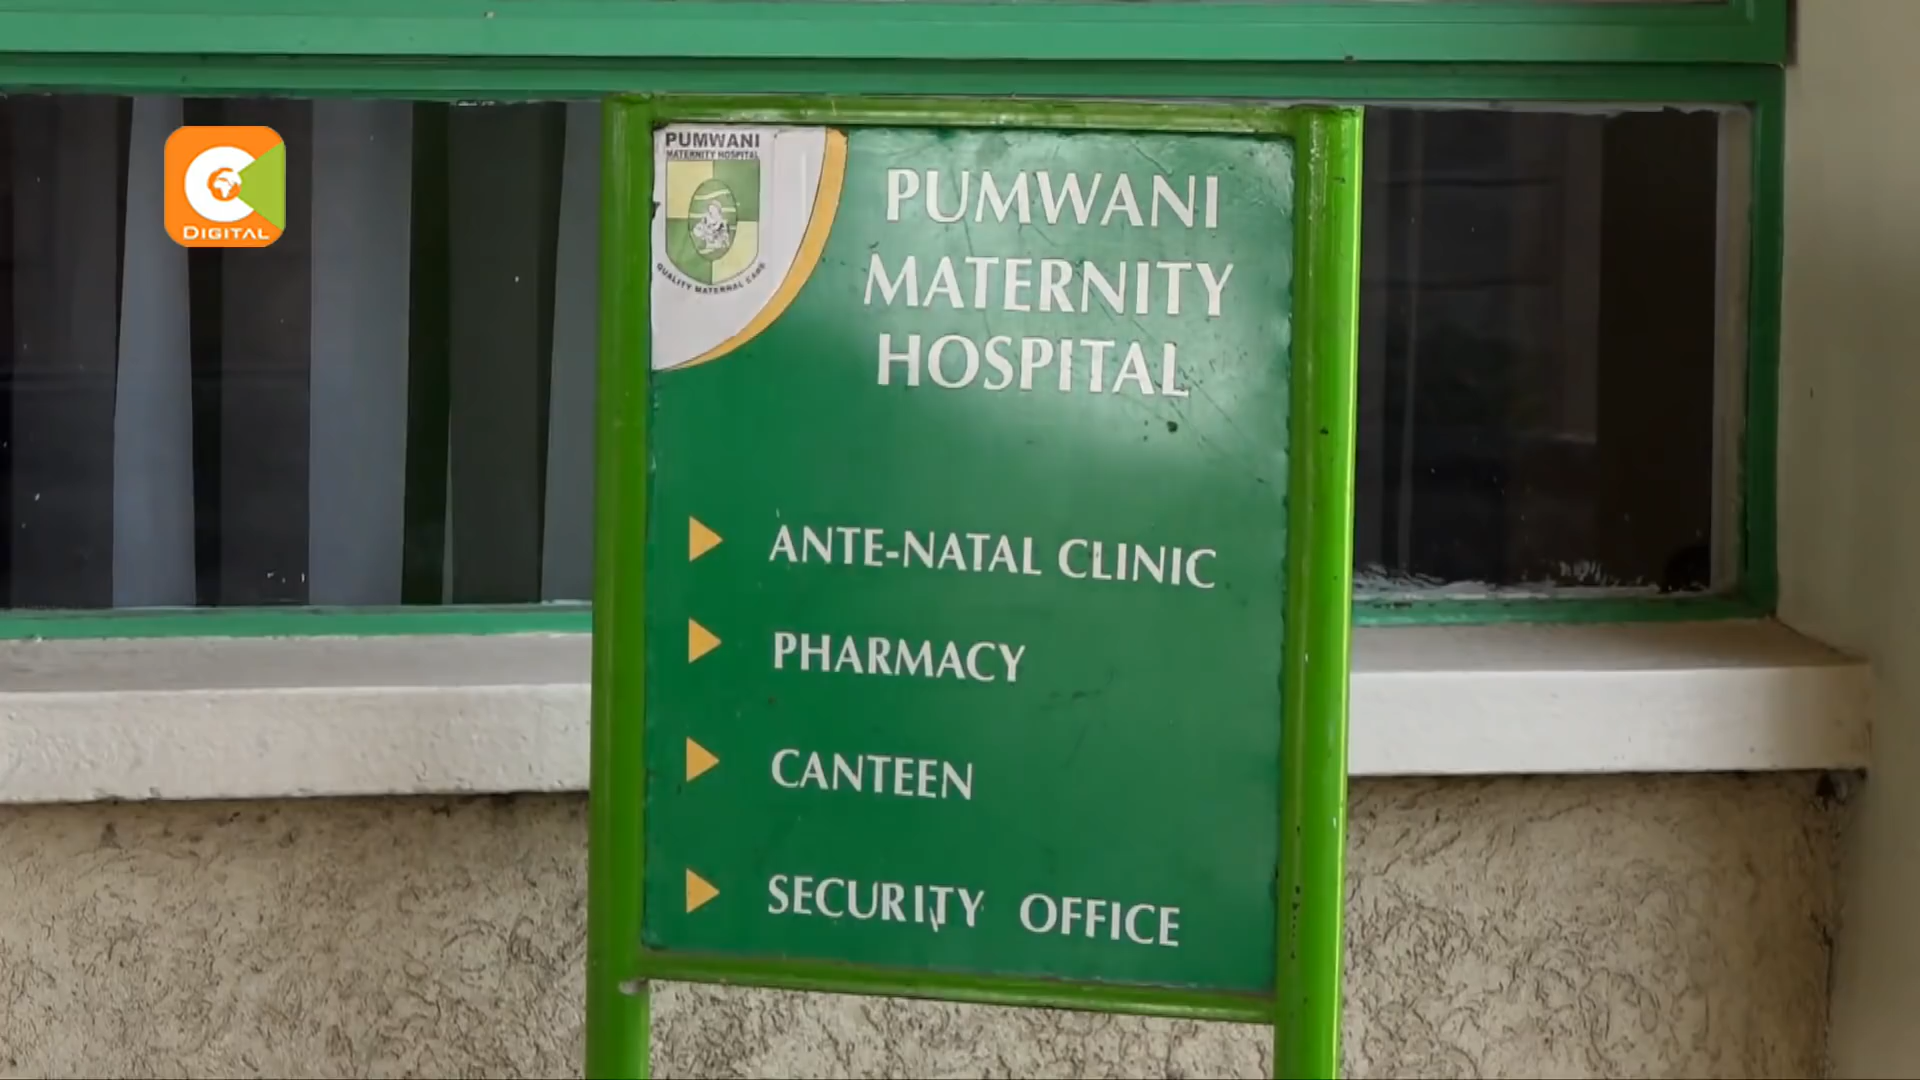 DIGITAL
PUMWANI
MATERNITY HOSPITAL
QUALITY MATERNAL CARE
PUMWANI
MATERNITY
HOSPITAL
ANTE-NATAL CLINIC
PHARMACY
CANTEEN
SECURITY OFFICE